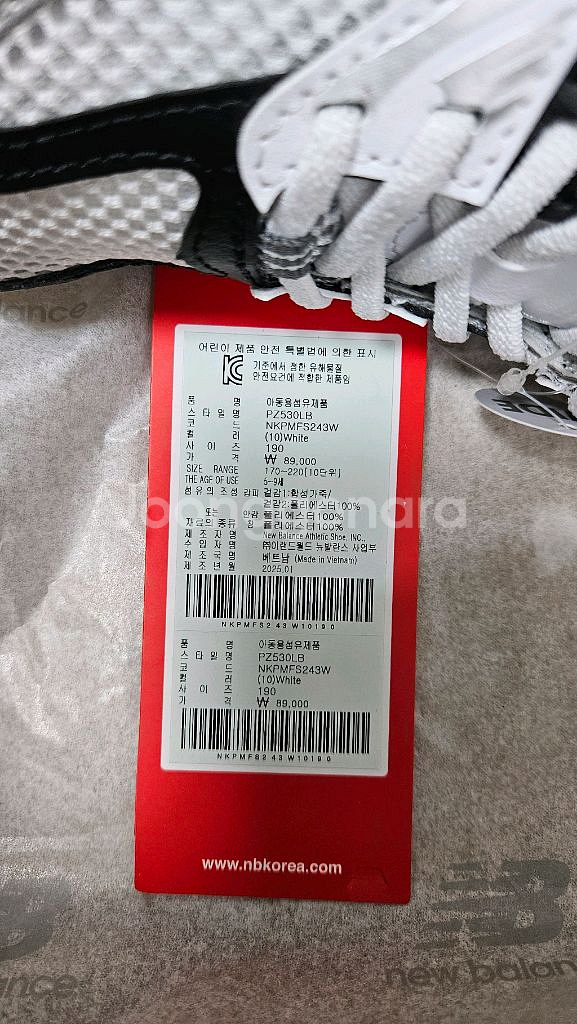 어린이 제품 안전 특별법에 의한 표시
기준에서 정한 유해물질
안전요건에 적합한 제품임
품 명 아동용섬유제품
스 타 일 명 PZ530LB
코 드 NKPMFS243W
컬 러 (10)White
사 이 즈 190
가 격 ₩ 89,000
SIZE RANGE 170~220[10단위]
THE AGE OF USE 5-9세
섬유의 조성 겉피 겉감1:합성가죽/
겉감2:폴리에스터100%
또는 안감 폴리에스터100%
재료의 종류 폴리에스터100%
제 조 자 명 New Balance Athletic Shoe, INC.,
수 입 자 명 ㈜이랜드월드 뉴발란스 사업부
제 조 국 명 베트남 (Made in Vietnam)
제 조 년 월 2025.01
NKPMFS243W10190
품 명 아동용섬유제품
스 타 일 명 PZ530LB
코 드 NKPMFS243W
컬 러 (10)White
사 이 즈 190
가 격 ₩ 89,000
NKPMFS243W10190
www.nbkorea.com
new balan
ance